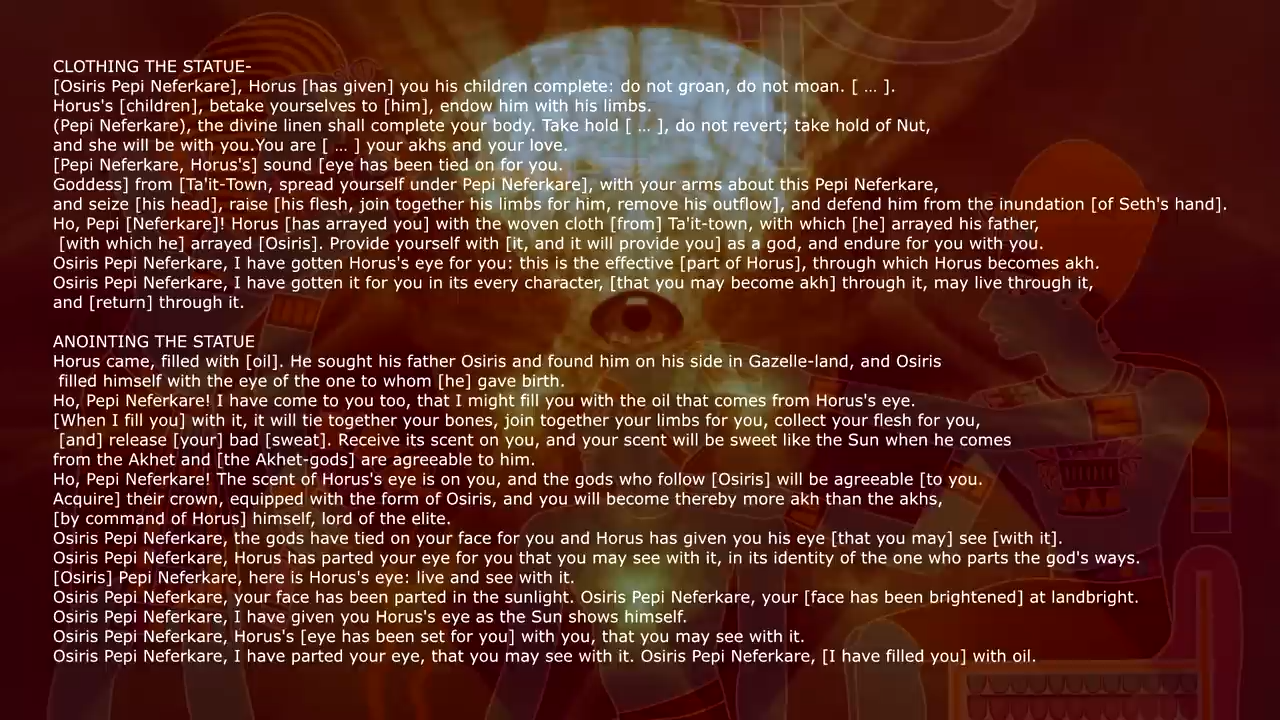 CLOTHING THE STATUE-
[Osiris Pepi Neferkare], Horus [has given] you his children complete: do not groan, do not moan. [ ... ].
Horus's [children], betake yourselves to [him], endow him with his limbs.
(Pepi Neferkare), the divine linen shall complete your body. Take hold [ ... ], do not revert; take hold of Nut,
and she will be with you.You are [ ... ] your akhs and your love.
[Pepi Neferkare, Horus's] sound [eye has been tied on for you.
Goddess] from [Ta'it-Town, spread yourself under Pepi Neferkare], with your arms about this Pepi Neferkare,
and seize [his head], raise [his flesh, join together his limbs for him, remove his outflow], and defend him from the inundation [of Seth's hand].
Ho, Pepi [Neferkare]! Horus [has arrayed you] with the woven cloth [from] Ta'it-town, with which [he] arrayed his father,
[with which he] arrayed [Osiris]. Provide yourself with [it, and it will provide you] as a god, and endure for you with you.
Osiris Pepi Neferkare, I have gotten Horus's eye for you: this is the effective [part of Horus], through which Horus becomes akh.
Osiris Pepi Neferkare, I have gotten it for you in its every character, [that you may become akh] through it, may live through it,
and [return] through it.

ANOINTING THE STATUE
Horus came, filled with [oil]. He sought his father Osiris and found him on his side in Gazelle-land, and Osiris
filled himself with the eye of the one to whom [he] gave birth.
Ho, Pepi Neferkare! I have come to you too, that I might fill you with the oil that comes from Horus's eye.
[When I fill you] with it, it will tie together your bones, join together your limbs for you, collect your flesh for you,
[and] release [your] bad [sweat]. Receive its scent on you, and your scent will be sweet like the Sun when he comes
from the Akhet and [the Akhet-gods] are agreeable to him.
Ho, Pepi Neferkare! The scent of Horus's eye is on you, and the gods who follow [Osiris] will be agreeable [to you.
Acquire] their crown, equipped with the form of Osiris, and you will become thereby more akh than the akhs,
[by command of Horus] himself, lord of the elite.
Osiris Pepi Neferkare, the gods have tied on your face for you and Horus has given you his eye [that you may] see [with it].
Osiris Pepi Neferkare, Horus has parted your eye for you that you may see with it, in its identity of the one who parts the god's ways.
[Osiris] Pepi Neferkare, here is Horus's eye: live and see with it.
Osiris Pepi Neferkare, your face has been parted in the sunlight. Osiris Pepi Neferkare, your [face has been brightened] at landbright.
Osiris Pepi Neferkare, I have given you Horus's eye as the Sun shows himself.
Osiris Pepi Neferkare, Horus's [eye has been set for you] with you, that you may see with it.
Osiris Pepi Neferkare, I have parted your eye, that you may see with it. Osiris Pepi Neferkare, [I have filled you] with oil.